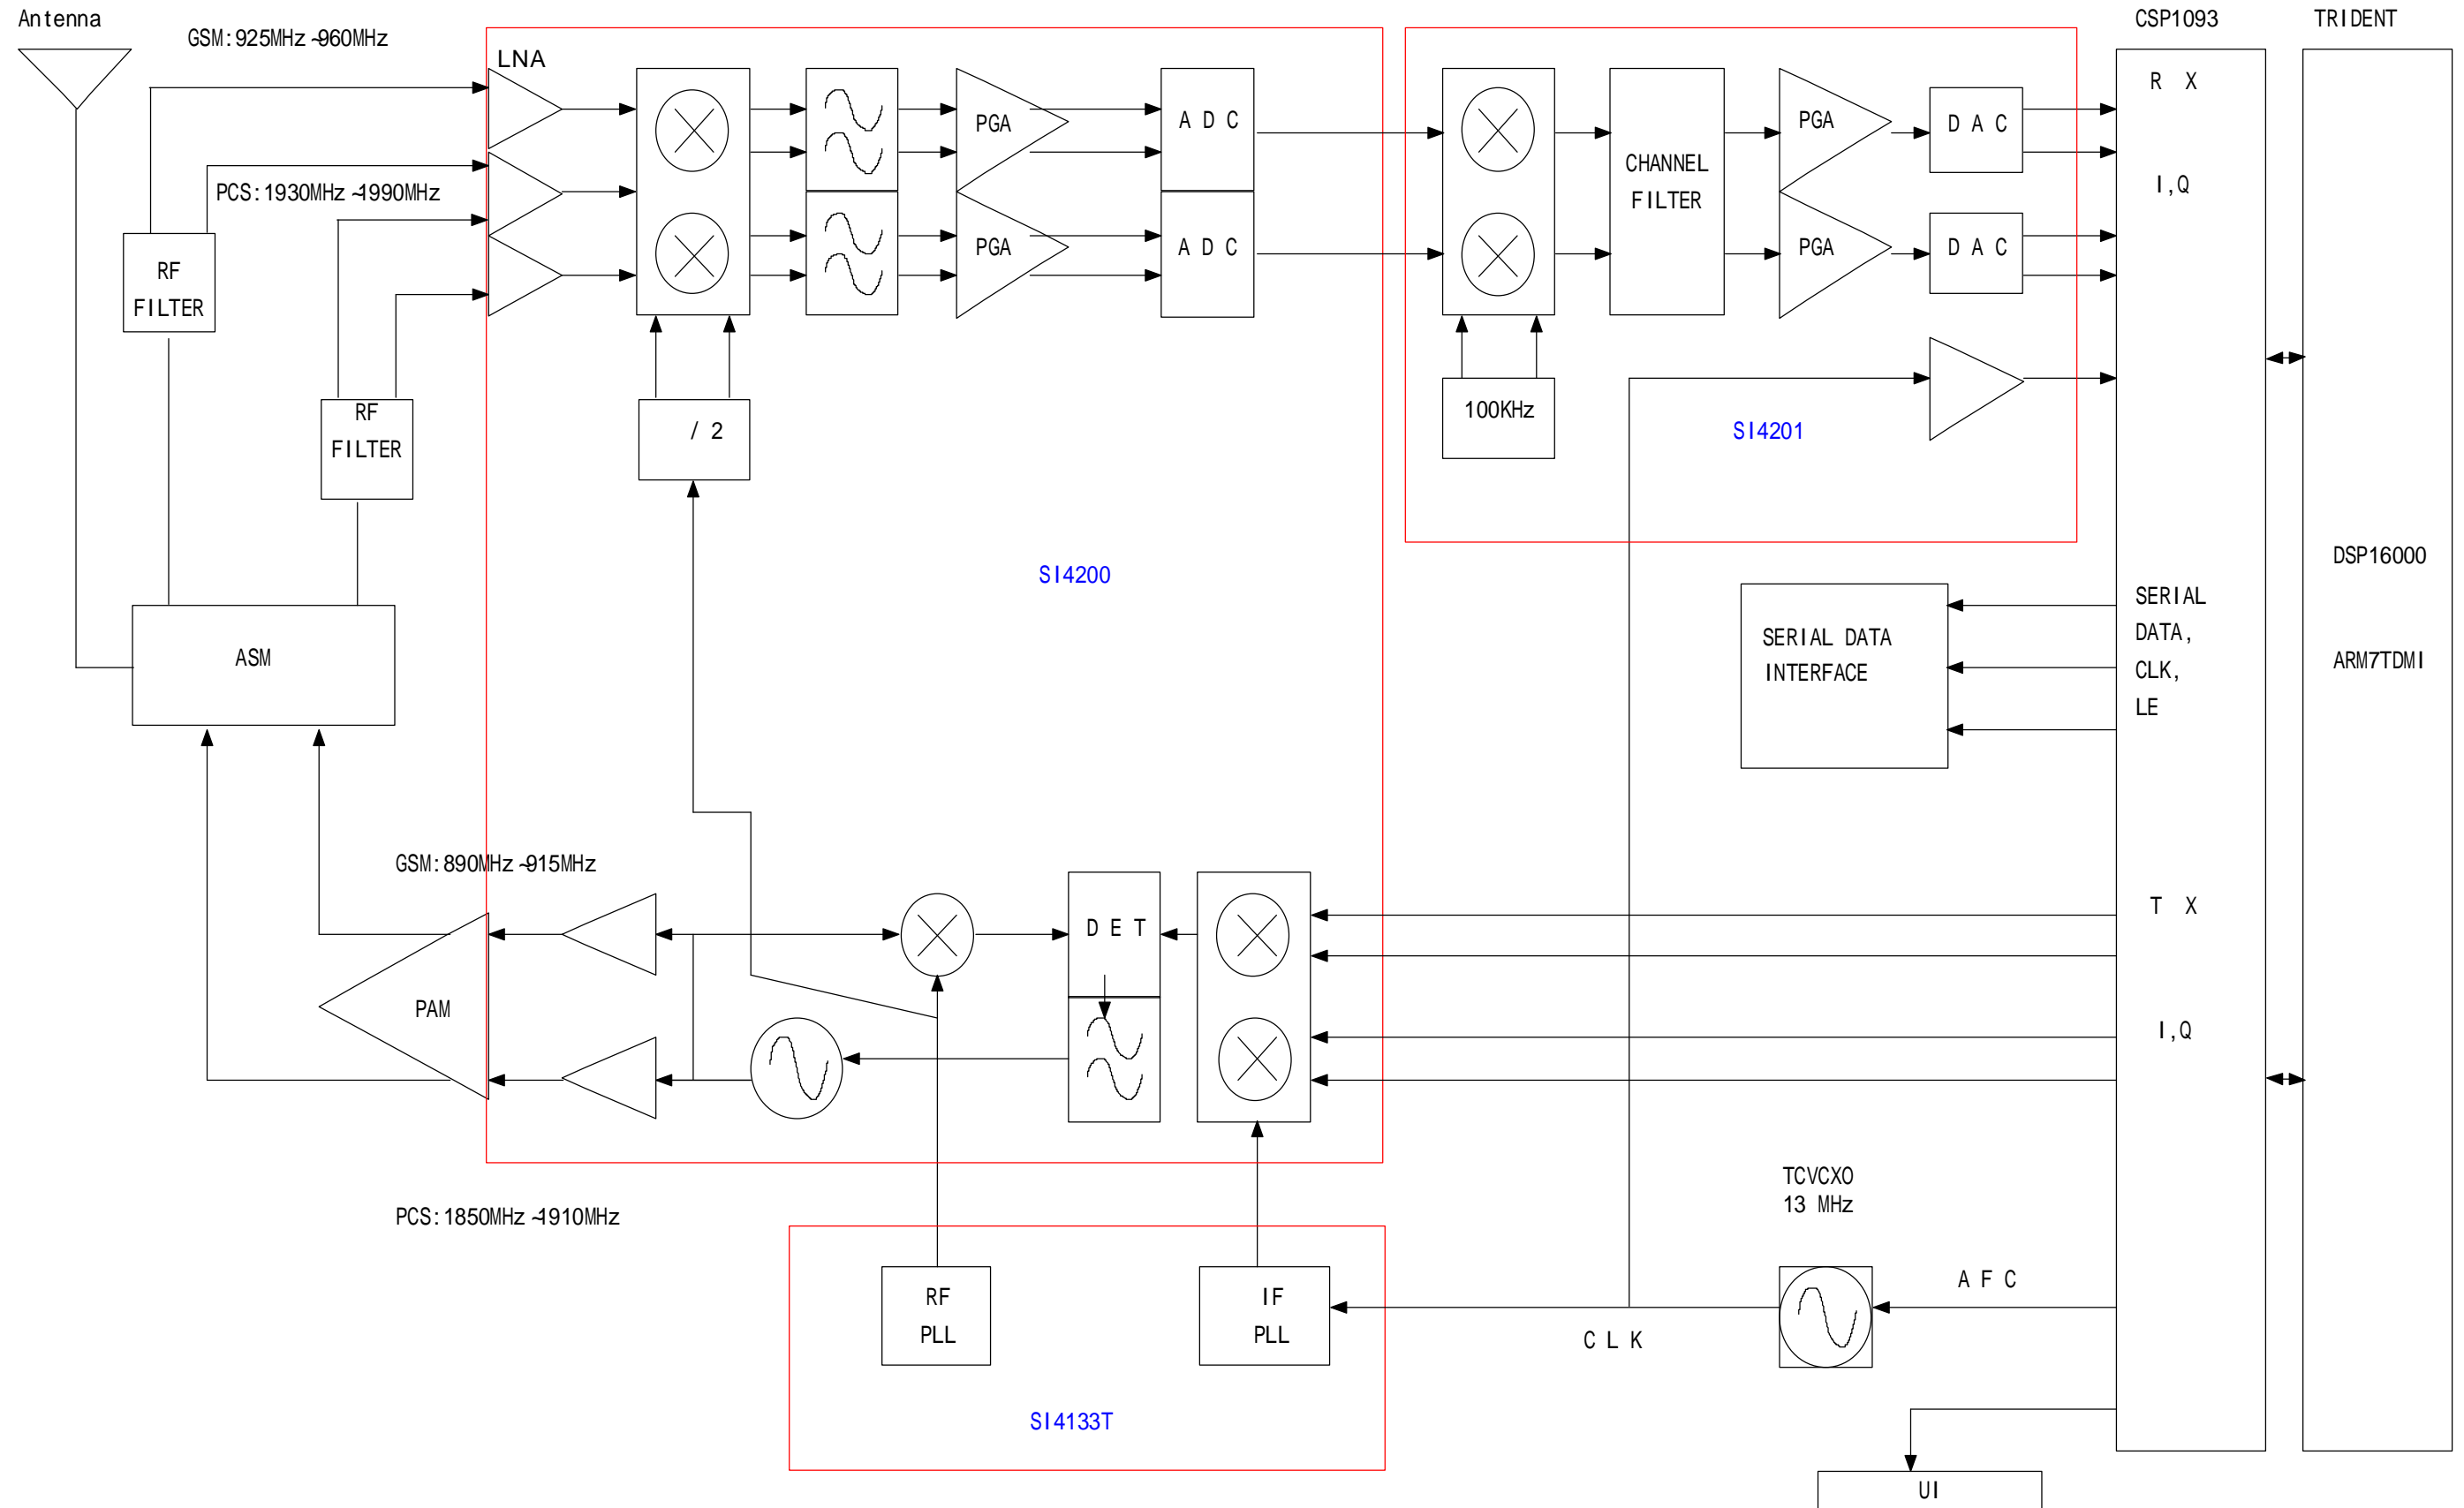 Antenna
CSP1093
TRIDENT
GSM:925MHz~960MHz
LNA
R X
PGA
A D C
PGA
D A C
CHANNEL
FILTER
PCS:1930MHz~1990MHz
I,Q
PGA
A D C
PGA
D A C
RF
FILTER
RF
FILTER
/ 2
100KHz
SI4201
SI4200
DSP16000
SERIAL
DATA,
CLK,
LE
SERIAL DATA
INTERFACE
ASM
ARM7TDMI
GSM:890MHz~915MHz
D E T
T X
PAM
I,Q
TCVCXO
13 MHz
PCS:1850MHz~1910MHz
RF
PLL
IF
PLL
A F C
C L K
SI4133T
UI